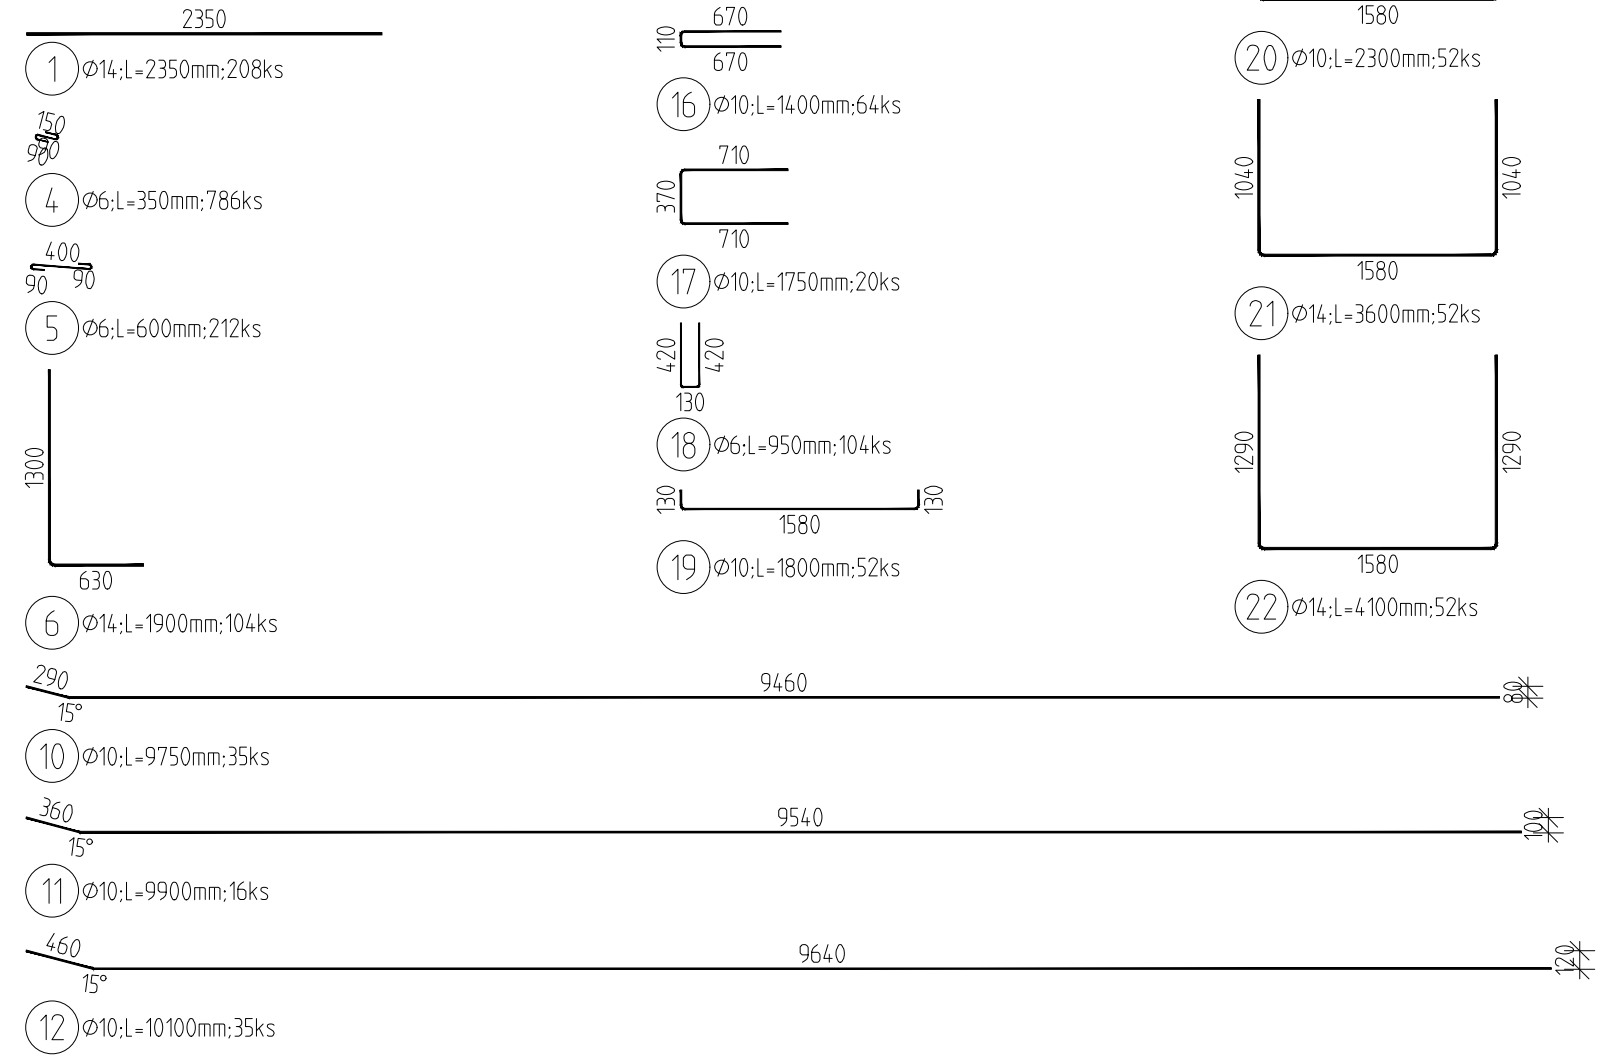 2350
1 Ø14;L=2350mm;208ks
150
90 90
4 Ø6;L=350mm;786ks
400
90 90
5 Ø6;L=600mm;212ks
1300
630
6 Ø14;L=1900mm;104ks
670
110
670
16 Ø10;L=1400mm;64ks
710
370
710
17 Ø10;L=1750mm;20ks
420 420
130
18 Ø6;L=950mm;104ks
130 130
1580
19 Ø10;L=1800mm;52ks
1580
20 Ø10;L=2300mm;52ks
1040 1040
1580
21 Ø14;L=3600mm;52ks
1290 1290
1580
22 Ø14;L=4100mm;52ks
290 9460 80
15°
10 Ø10;L=9750mm;35ks
360 9540 100
15°
11 Ø10;L=9900mm;16ks
460 9640 120
15°
12 Ø10;L=10100mm;35ks